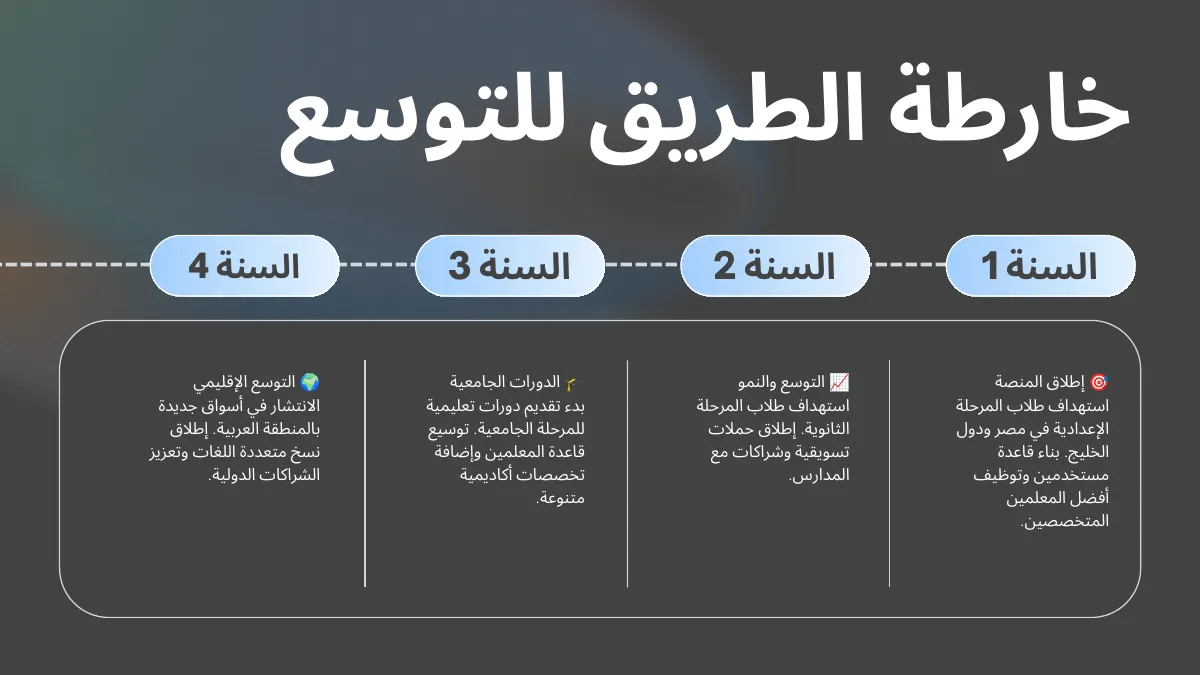 خارطة الطريق للتوسع
السنة 1
السنة 2
السنة 3
السنة 4
🎯 إطلاق المنصة
استهداف طلاب المرحلة
الإعدادية في مصر ودول
الخليج. بناء قاعدة
مستخدمين وتوظيف
أفضل المعلمين
المتخصصين.
📈 التوسع والنمو
استهداف طلاب المرحلة
الثانوية. إطلاق حملات
تسويقية وشراكات مع
المدارس.
🎓 الدورات الجامعية
بدء تقديم دورات تعليمية
للمرحلة الجامعية. توسيع
قاعدة المعلمين وإضافة
تخصصات أكاديمية
متنوعة.
🌍 التوسع الإقليمي
الانتشار في أسواق جديدة
بالمنطقة العربية. إطلاق
نسخ متعددة اللغات وتعزيز
الشراكات الدولية.